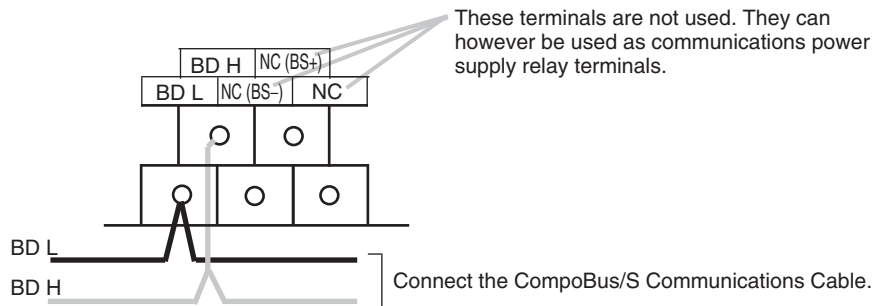 These terminals are not used. They can
however be used as communications power
supply relay terminals.
BD H NC (BS+)
BD L NC (BS–) NC
BD L
BD H
Connect the CompoBus/S Communications Cable.